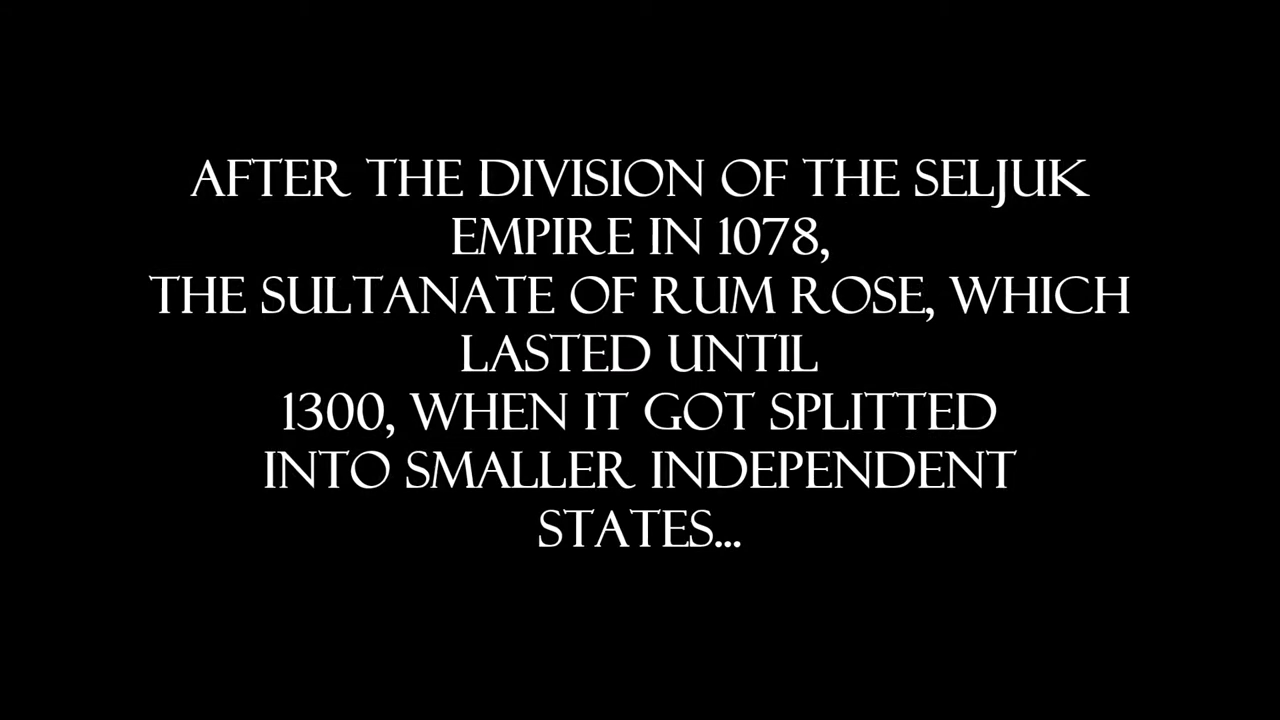 AFTER THE DIVISION OF THE SELJUK
EMPIRE IN 1078,
THE SULTANATE OF RUM ROSE, WHICH
LASTED UNTIL
1300, WHEN IT GOT SPLITTED
INTO SMALLER INDEPENDENT
STATES...